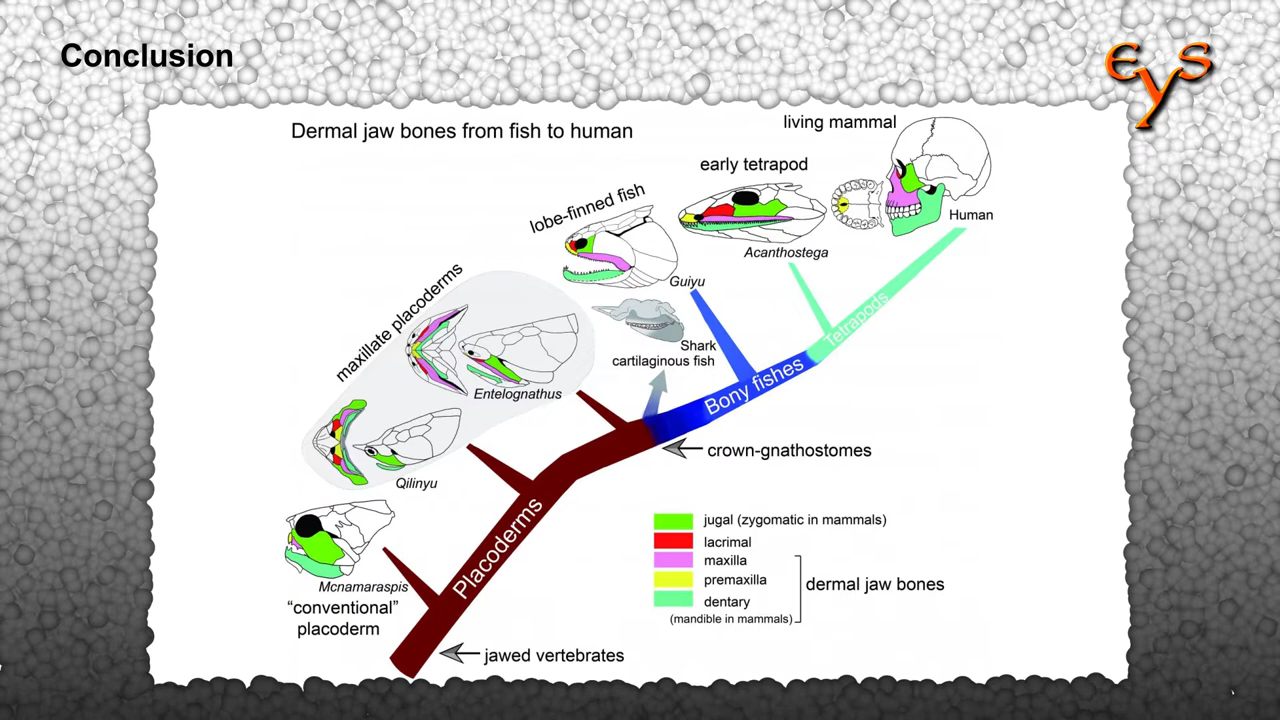 Conclusion
EYS
Dermal jaw bones from fish to human
living mammal
early tetrapod
lobe-finned fish
Human
Acanthostega
Guiyu
maxillate placoderms
Shark
cartilaginous fish
Tetrapods
Entelognathus
Bony fishes
crown-gnathostomes
Qilinyu
Placoderms
jugal (zygomatic in mammals)
lacrimal
maxilla
premaxilla
dentary
(mandible in mammals)
dermal jaw bones
Mcnamaraspis
“conventional”
placoderm
jawed vertebrates